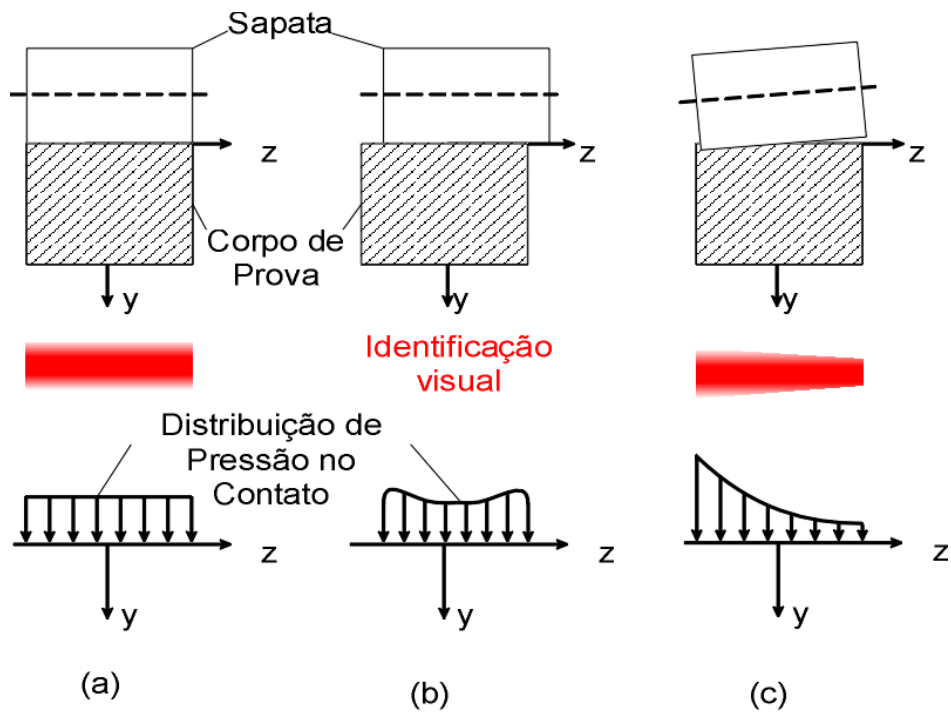 Sapata
z
z
z
Corpo de
Prova
y
y
y
Identificação
visual
Distribuição de
Pressão no
Contato
z
z
z
y
y
y
(a)
(b)
(c)